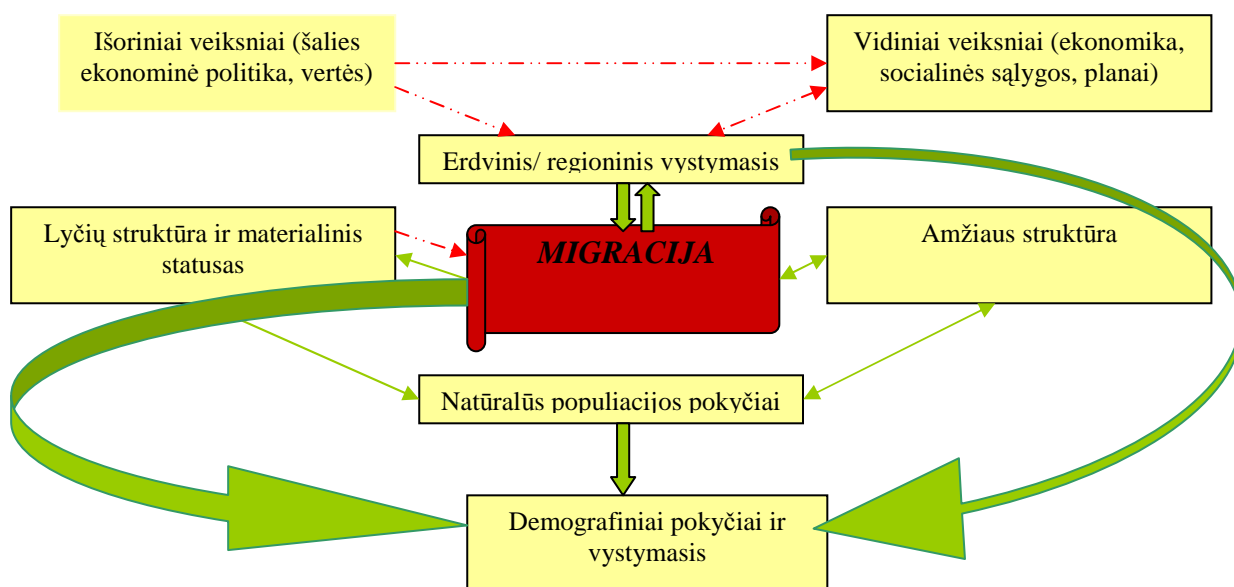 Išoriniai veiksniai (šalies
ekonominė politika, vertės)
Vidiniai veiksniai (ekonomika,
socialinės sąlygos, planai)
Erdvinis/ regioninis vystymasis
Lyčių struktūra ir materialinis
statusas
MIGRACIJA
Amžiaus struktūra
Natūralūs populiacijos pokyčiai
Demografiniai pokyčiai ir
vystymasis